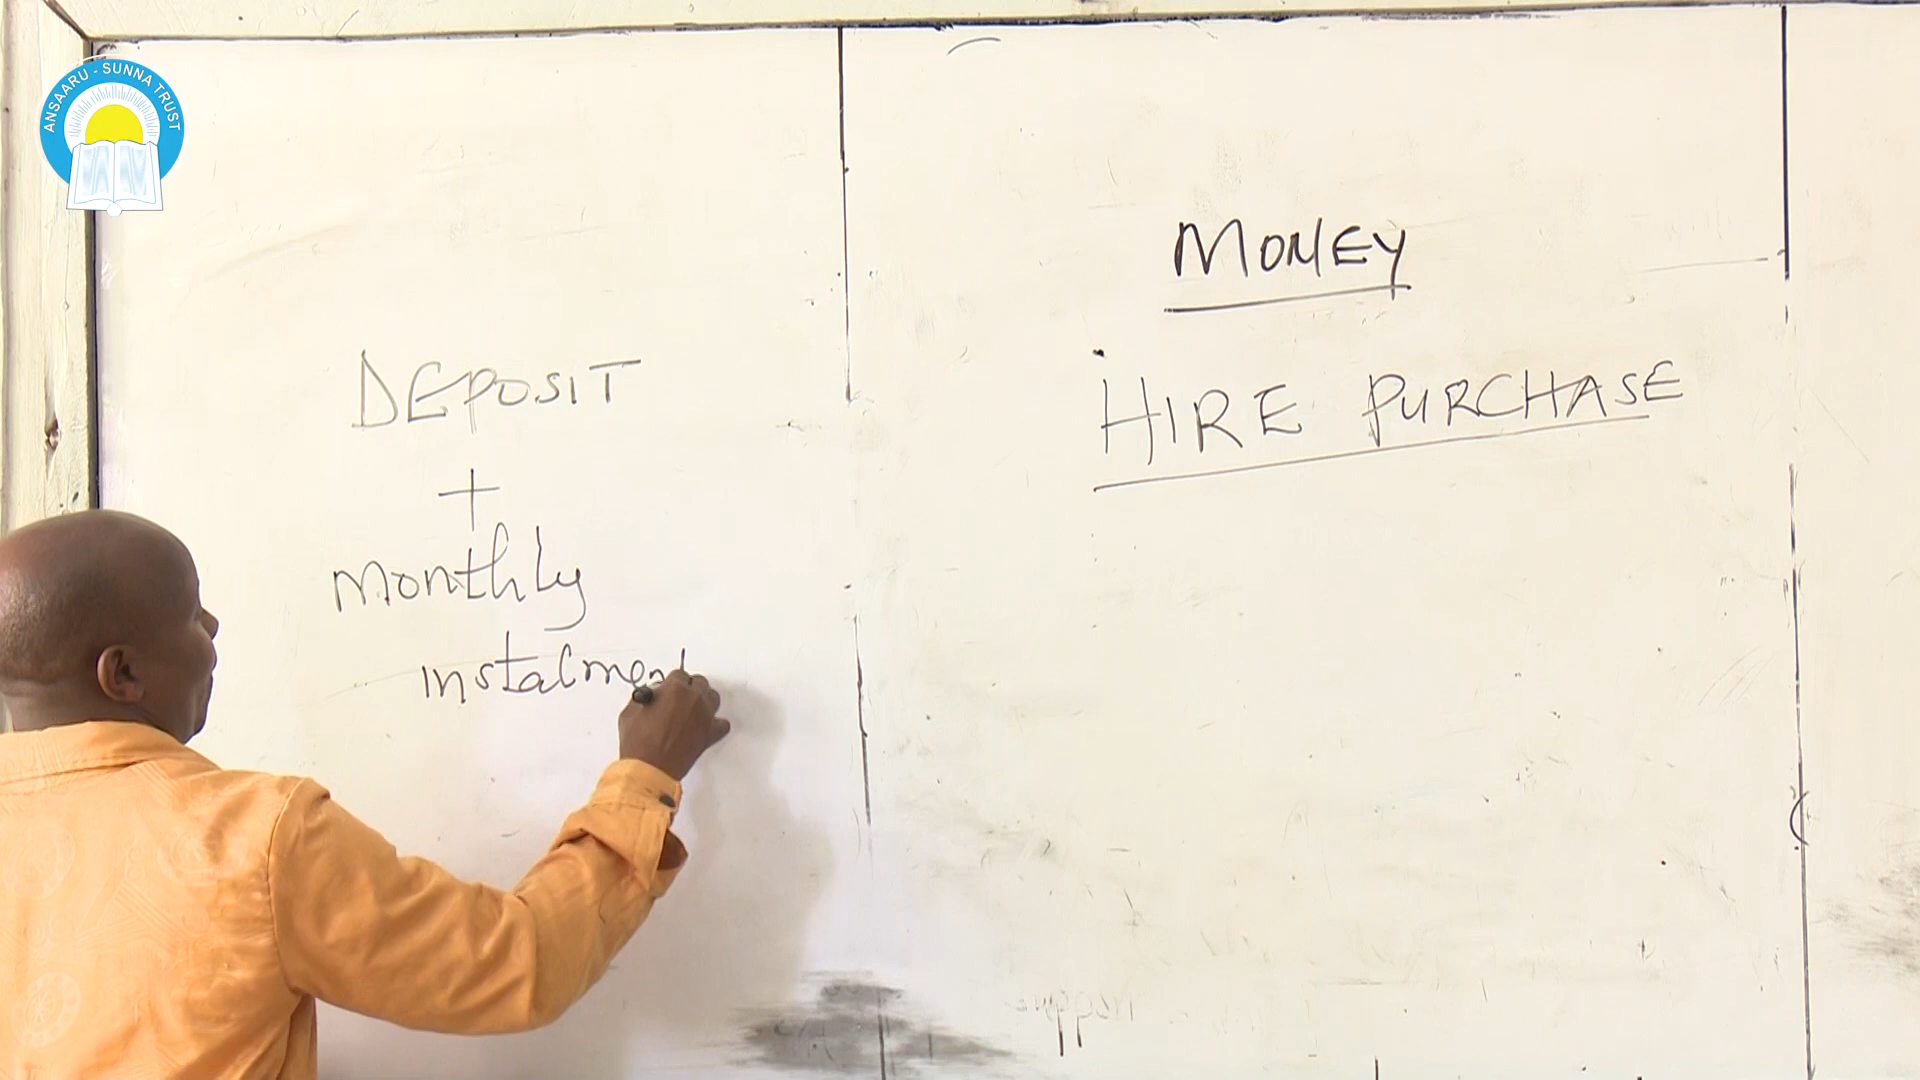 ANSAARU - SUNNA TRUST
MONEY
HIRE PURCHASE
DEPOSIT
+
monthly
instalment